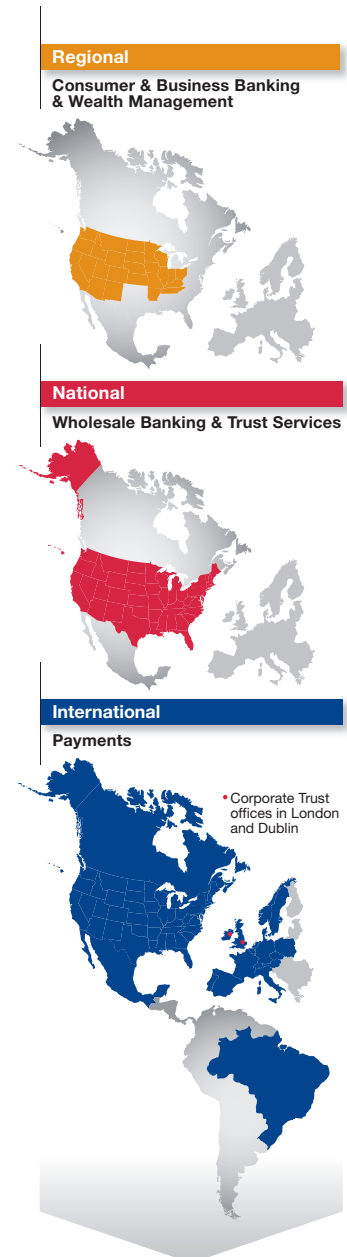 Regional
Consumer & Business Banking
& Wealth Management
National
Wholesale Banking & Trust Services
International
Payments
• Corporate Trust
offices in London
and Dublin